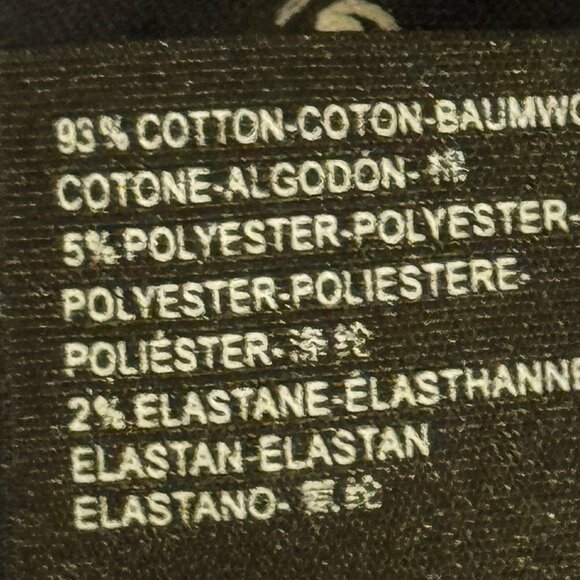 93% COTTON-COTON-BAUMWO
COTONE-ALGODÓN-棉
5% POLYESTER-POLYESTER-
POLYESTER-POLIESTERE-
POLIÉSTER-涤纶
2% ELASTANE-ÉLASTHANNE
ELASTAN-ELASTAN
ELASTANO-氨纶